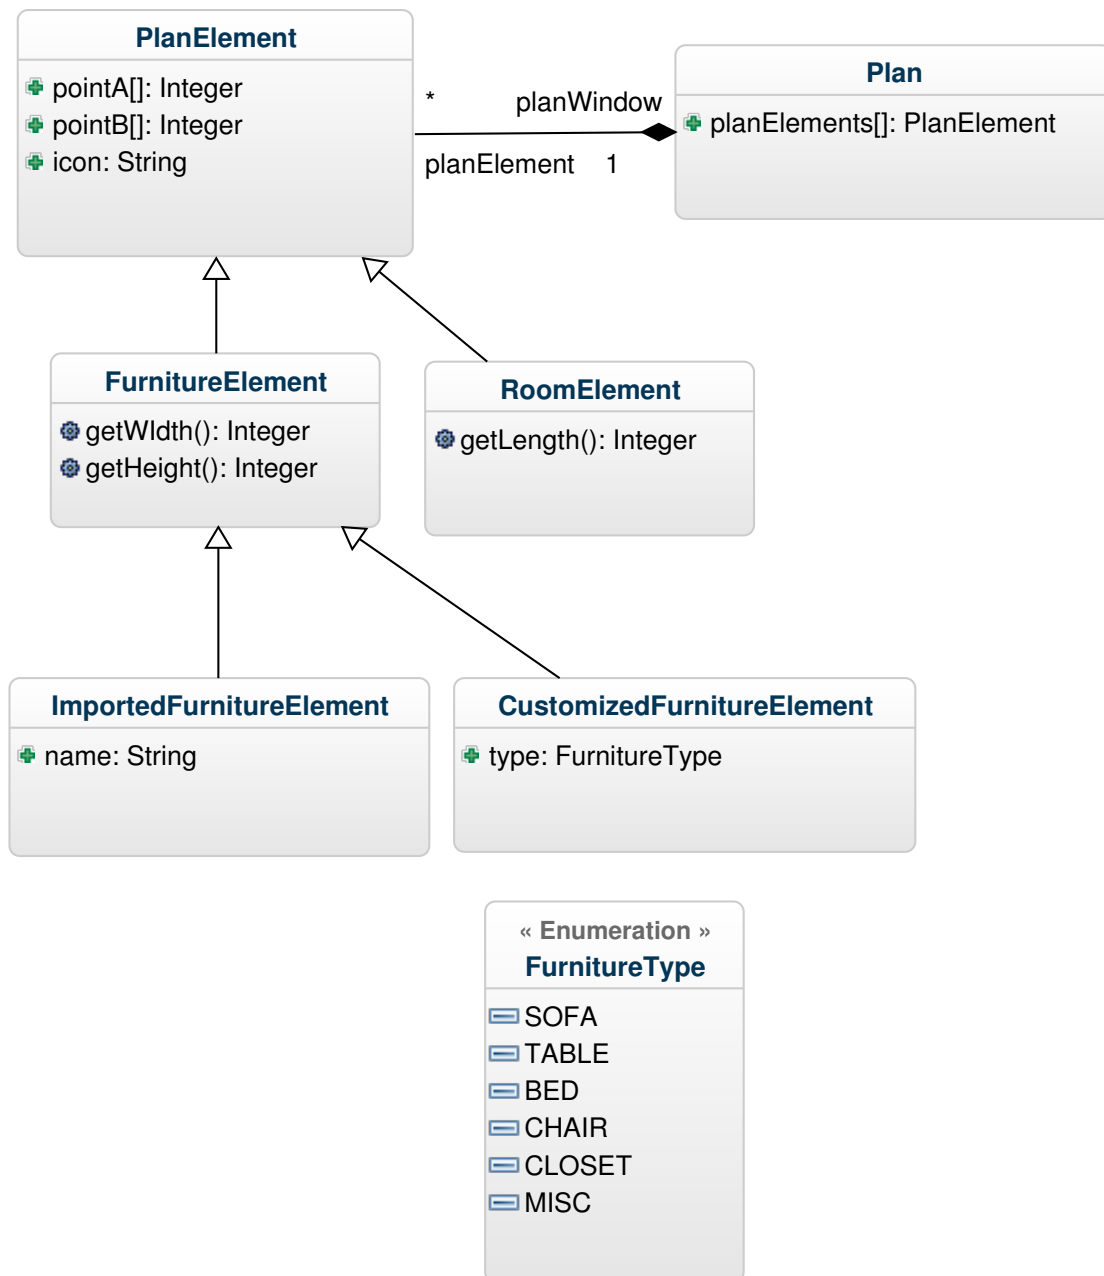 PlanElement
pointA[]: Integer
pointB[]: Integer
icon: String
* planWindow
planElement 1
Plan
planElements[]: PlanElement
FurnitureElement
getWIdth(): Integer
getHeight(): Integer
RoomElement
getLength(): Integer
ImportedFurnitureElement
name: String
CustomizedFurnitureElement
type: FurnitureType
« Enumeration »
FurnitureType
SOFA
TABLE
BED
CHAIR
CLOSET
MISC